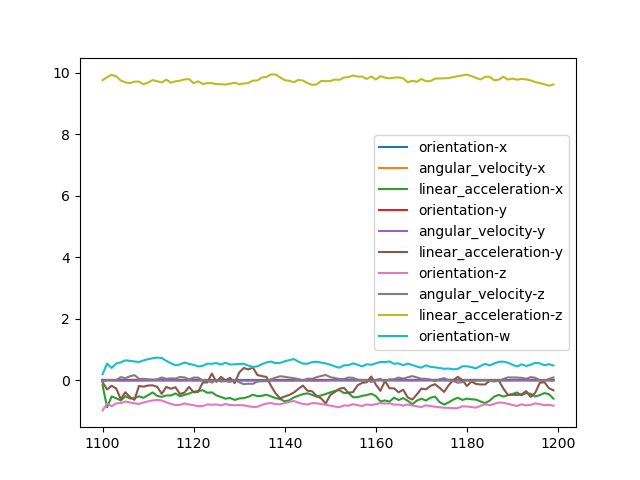 10
8
6
4
2
0
1100
1120
1140
1160
1180
1200
orientation-x
angular_velocity-x
linear_acceleration-x
orientation-y
angular_velocity-y
linear_acceleration-y
orientation-z
angular_velocity-z
linear_acceleration-z
orientation-w